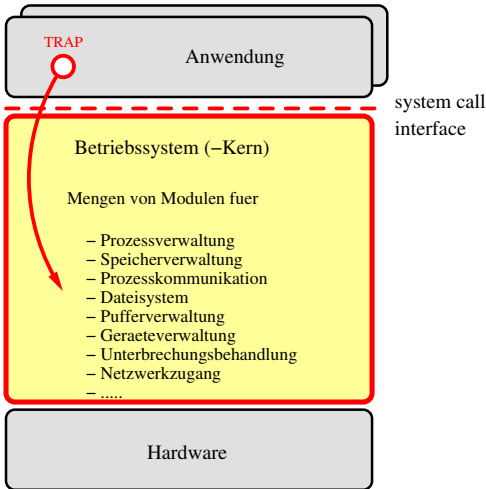 TRAP
Anwendung
system call
interface
Betriebssystem (−Kern)
Mengen von Modulen fuer
− Prozessverwaltung
− Speicherverwaltung
− Prozesskommunikation
− Dateisystem
− Pufferverwaltung
− Geraeteverwaltung
− Unterbrechungsbehandlung
− Netzwerkzugang
− .....
Hardware